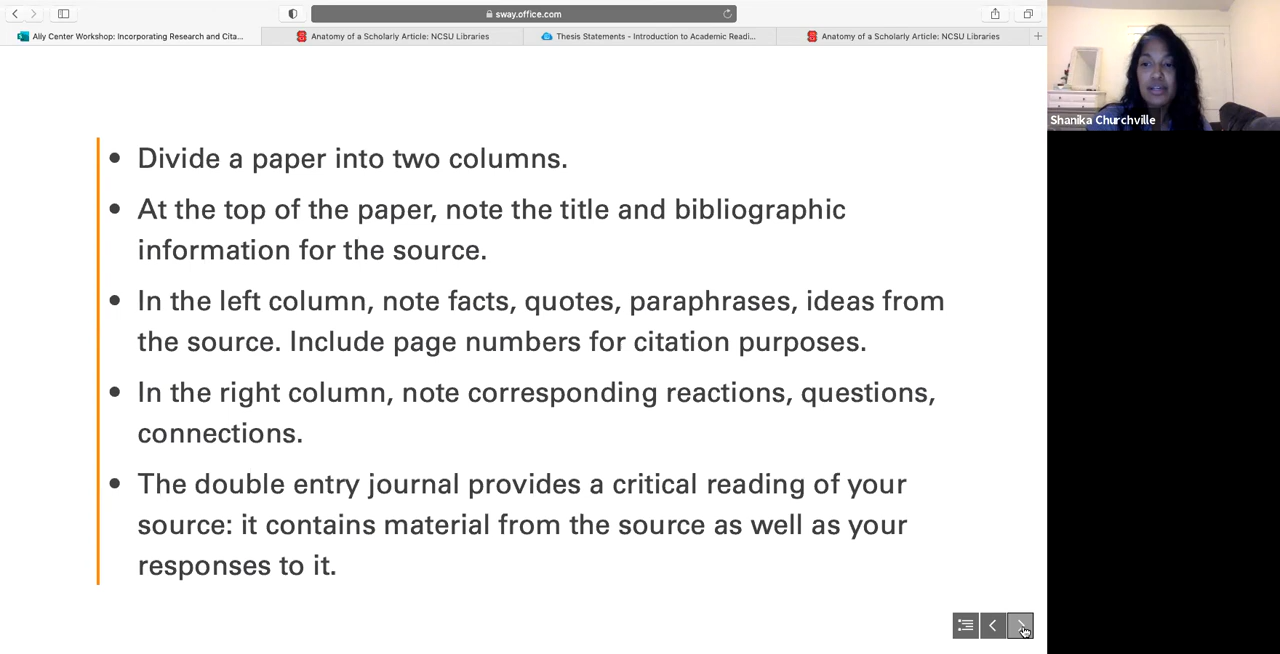 sway.office.com
Ally Center Workshop: Incorporating Research and Cita...
Anatomy of a Scholarly Article: NCSU Libraries
Thesis Statements - Introduction to Academic Readi...
Anatomy of a Scholarly Article: NCSU Libraries
Shanika Churchville
• Divide a paper into two columns.
• At the top of the paper, note the title and bibliographic
information for the source.
• In the left column, note facts, quotes, paraphrases, ideas from
the source. Include page numbers for citation purposes.
• In the right column, note corresponding reactions, questions,
connections.
• The double entry journal provides a critical reading of your
source: it contains material from the source as well as your
responses to it.